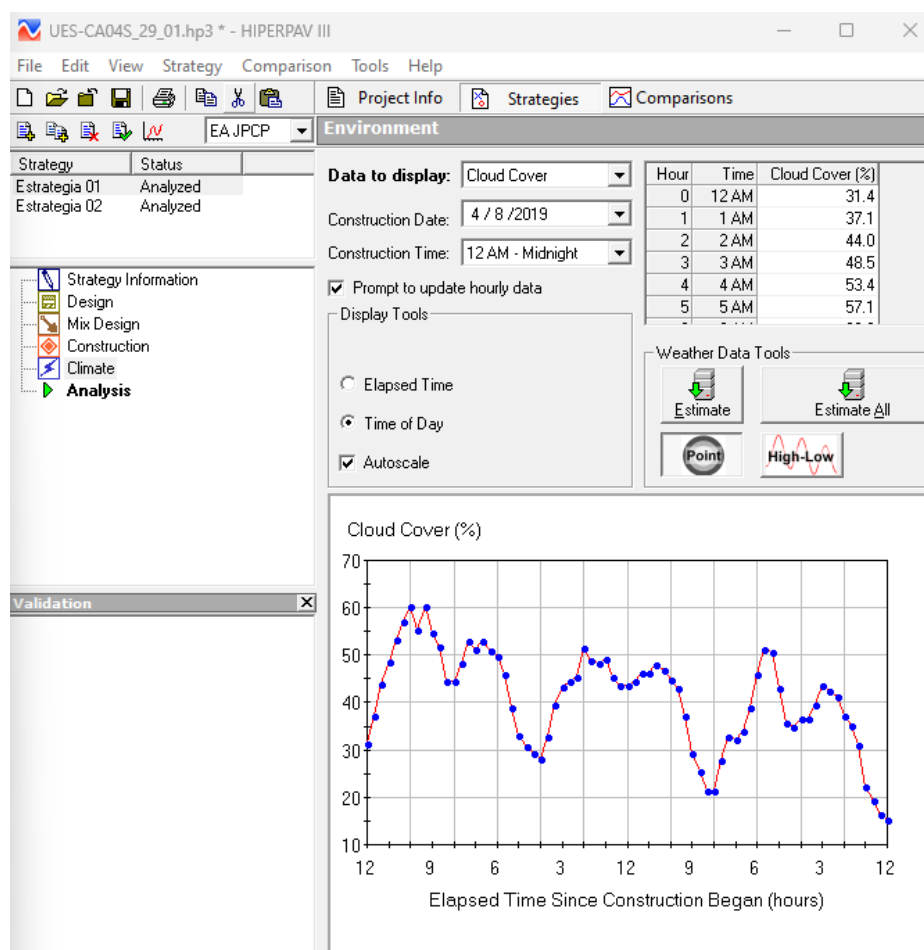 UES-CA04S_29_01.hp3 * - HIPERPAV III
File Edit View Strategy Comparison Tools Help
Project Info Strategies Comparisons
EA JPCP
Environment
Strategy Status
Estrategia 01 Analyzed
Estrategia 02 Analyzed
Strategy Information
Design
Mix Design
Construction
Climate
Analysis
Validation
Data to display: Cloud Cover
Construction Date: 4 / 8 /2019
Construction Time: 12 AM - Midnight
Prompt to update hourly data
Display Tools
Elapsed Time
Time of Day
Autoscale
Hour Time Cloud Cover (%)
0 12 AM 31.4
1 1 AM 37.1
2 2 AM 44.0
3 3 AM 48.5
4 4 AM 53.4
5 5 AM 57.1
Weather Data Tools
Estimate Estimate All
Point High-Low
Cloud Cover (%)
70
60
50
40
30
20
10
12 9 6 3 12 9 6 3 12
Elapsed Time Since Construction Began (hours)